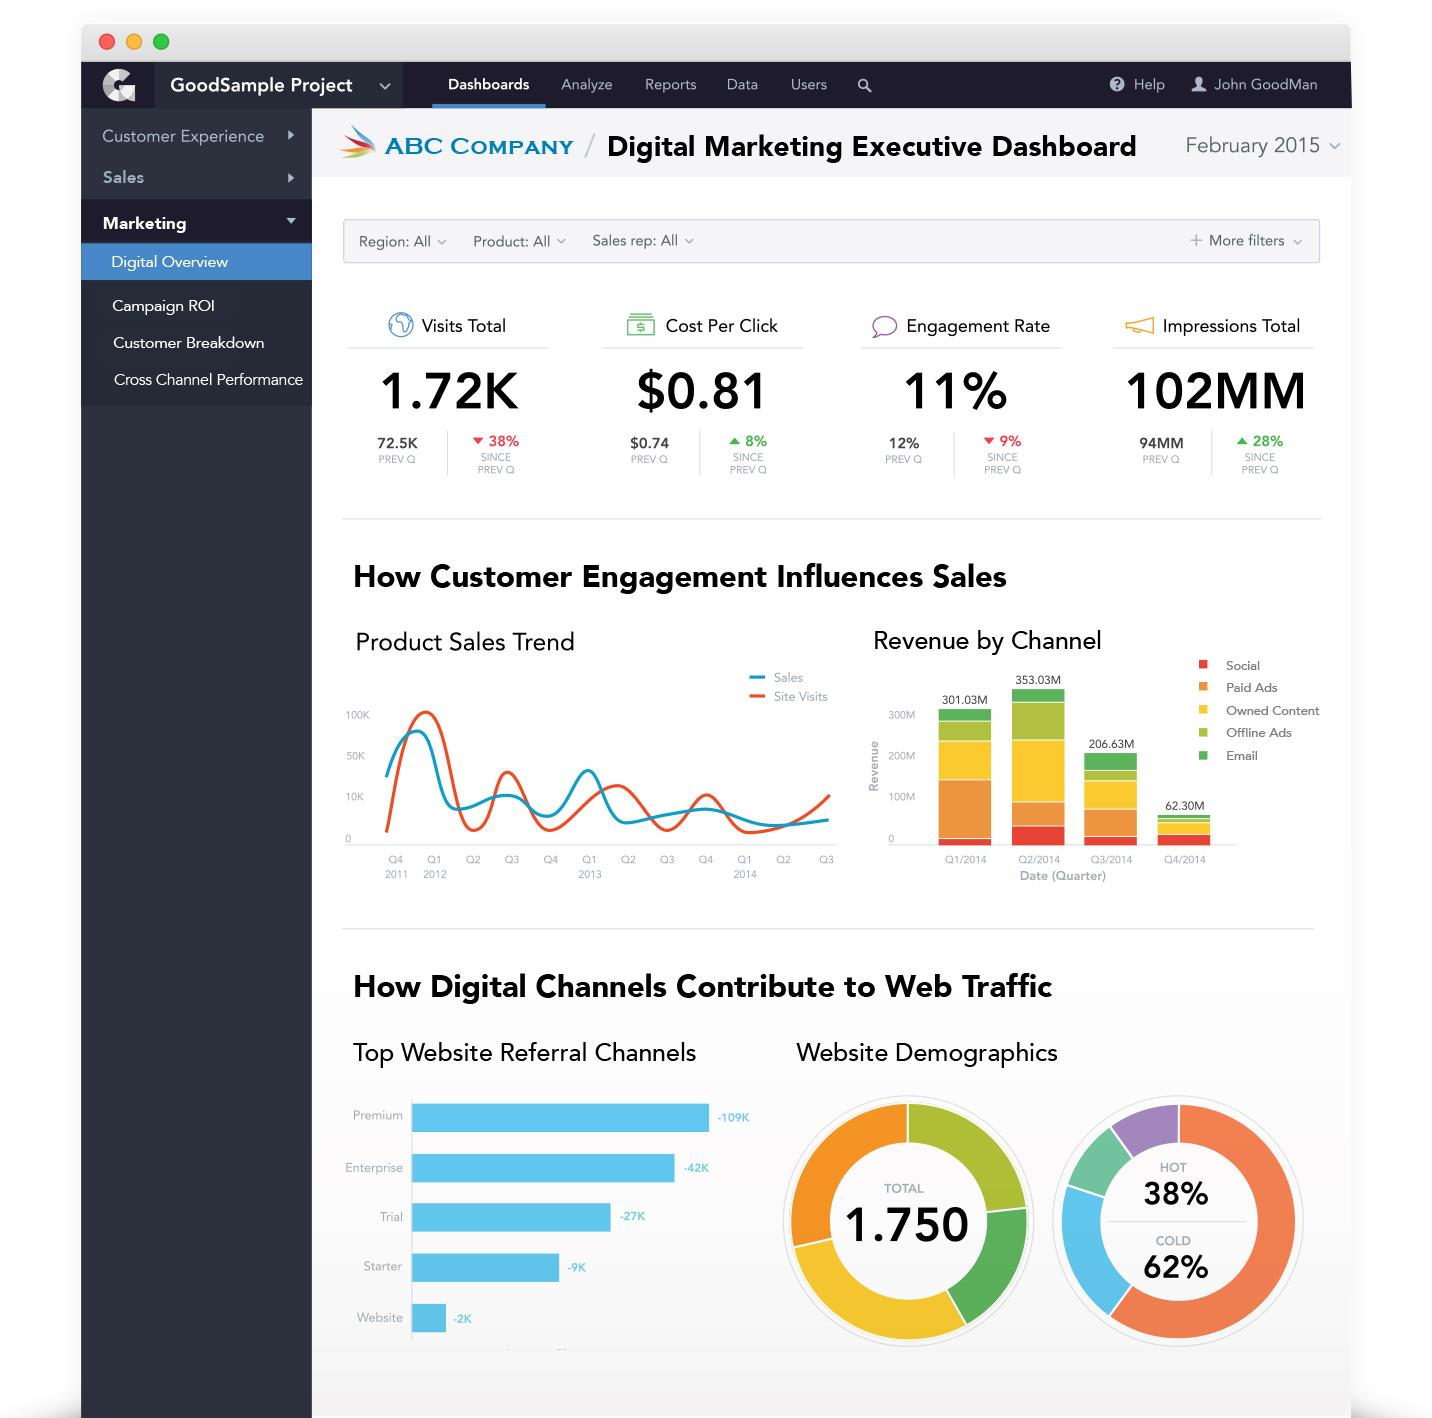 GoodSample Project
Dashboards Analyze Reports Data Users
Help John GoodMan
Customer Experience
Sales
Marketing
Digital Overview
Campaign ROI
Customer Breakdown
Cross Channel Performance
ABC COMPANY / Digital Marketing Executive Dashboard
February 2015
Region: All Product: All Sales rep: All
+ More filters
Visits Total
1.72K
72.5K
PREV Q
38%
SINCE
PREV Q
Cost Per Click
$0.81
$0.74
PREV Q
8%
SINCE
PREV Q
Engagement Rate
11%
12%
PREV Q
9%
SINCE
PREV Q
Impressions Total
102MM
94MM
PREV Q
28%
SINCE
PREV Q
How Customer Engagement Influences Sales
Product Sales Trend
Sales
Site Visits
100K
50K
10K
0
Q4 Q1 Q2 Q3 Q4 Q1 Q2 Q3 Q4 Q1 Q2 Q3
2011 2012 2013 2014
Revenue by Channel
Social
Paid Ads
Owned Content
Offline Ads
Email
Revenue
300M
200M
100M
0
301.03M
353.03M
206.63M
62.30M
Q1/2014 Q2/2014 Q3/2014 Q4/2014
Date (Quarter)
How Digital Channels Contribute to Web Traffic
Top Website Referral Channels
Premium -109K
Enterprise -42K
Trial -27K
Starter -9K
Website -2K
Website Demographics
TOTAL
1.750
HOT
38%
COLD
62%